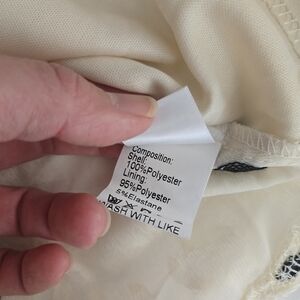 Composition:
Shell:
100%Polyester
Lining:
95%Polyester
5%Elastane
WASH WITH LIKE